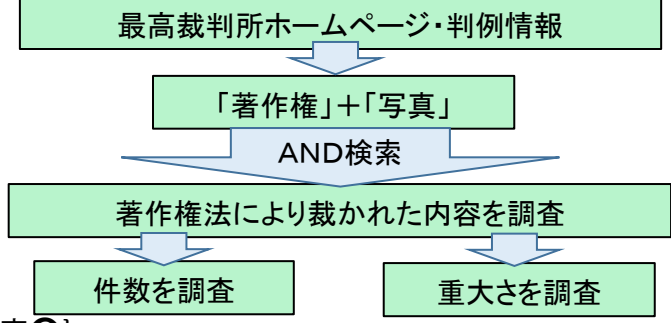 最高裁判所ホームページ・判例情報
「著作権」＋「写真」
AND検索
著作権法により裁かれた内容を調査
件数を調査
重大さを調査